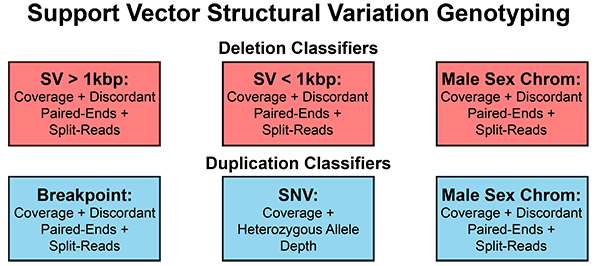 Support Vector Structural Variation Genotyping
Deletion Classifiers
SV > 1kbp:
Coverage + Discordant
Paired-Ends +
Split-Reads
SV < 1kbp:
Coverage + Discordant
Paired-Ends +
Split-Reads
Male Sex Chrom:
Coverage + Discordant
Paired-Ends +
Split-Reads
Duplication Classifiers
Breakpoint:
Coverage + Discordant
Paired-Ends +
Split-Reads
SNV:
Coverage +
Heterozygous Allele
Depth
Male Sex Chrom:
Coverage + Discordant
Paired-Ends +
Split-Reads